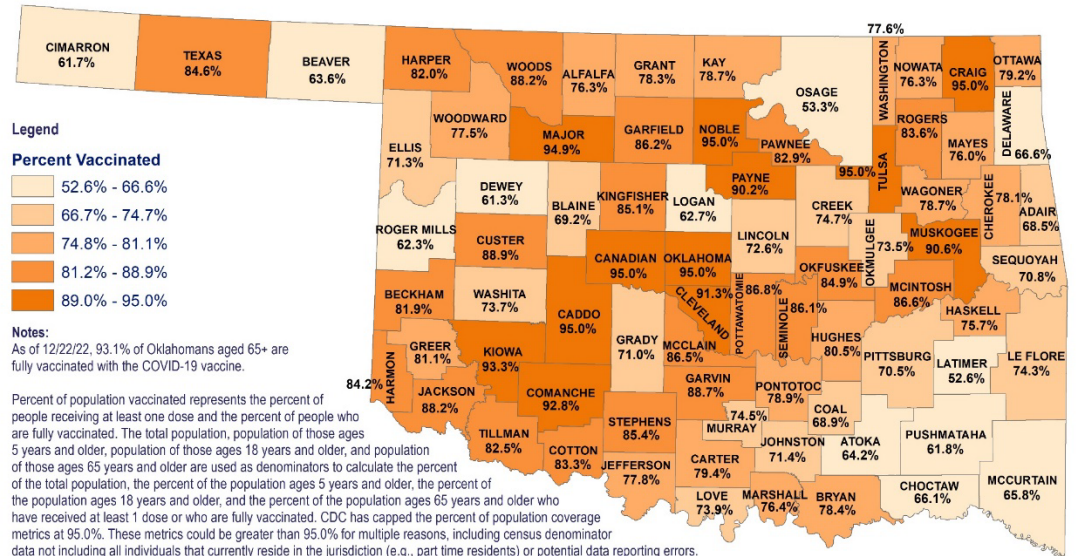 77.6%
CIMARRON
61.7%
TEXAS
84.6%
BEAVER
63.6%
HARPER
82.0%
WOODS
88.2%
ALFALFA
76.3%
GRANT
78.3%
KAY
78.7%
OSAGE
53.3%
WASHINGTON
NOWATA
76.3%
CRAIG
95.0%
OTTAWA
79.2%
WOODWARD
77.5%
MAJOR
94.9%
GARFIELD
86.2%
NOBLE
95.0%
PAWNEE
82.9%
ROGERS
83.6%
MAYES
76.0%
DELAWARE
66.6%
Legend
Percent Vaccinated
52.6% - 66.6%
66.7% - 74.7%
74.8% - 81.1%
81.2% - 88.9%
89.0% - 95.0%
ELLIS
71.3%
DEWEY
61.3%
BLAINE
69.2%
KINGFISHER
85.1%
LOGAN
62.7%
PAYNE
90.2%
95.0%
TULSA
CREEK
74.7%
WAGONER
78.7%
CHEROKEE
78.1%
ADAIR
68.5%
ROGER MILLS
62.3%
CUSTER
88.9%
CANADIAN
95.0%
OKLAHOMA
95.0%
LINCOLN
72.6%
OKMULGEE
73.5%
MUSKOGEE
90.6%
SEQUOYAH
70.8%
BECKHAM
81.9%
WASHITA
73.7%
CADDO
95.0%
GRADY
71.0%
91.3%
CLEVELAND
POTTAWATOMIE
86.8%
SEMINOLE
86.1%
OKFUSKEE
84.9%
MCINTOSH
86.6%
HASKELL
75.7%
Notes:
As of 12/22/22, 93.1% of Oklahomans aged 65+ are
fully vaccinated with the COVID-19 vaccine.
84.2%
HARMON
GREER
81.1%
KIOWA
93.3%
MCCLAIN
86.5%
HUGHES
80.5%
PITTSBURG
70.5%
LATIMER
52.6%
LE FLORE
74.3%
JACKSON
88.2%
COMANCHE
92.8%
GARVIN
88.7%
PONTOTOC
78.9%
COAL
68.9%
TILLMAN
82.5%
COTTON
83.3%
STEPHENS
85.4%
74.5%
MURRAY
JOHNSTON
71.4%
ATOKA
64.2%
PUSHMATAHA
61.8%
JEFFERSON
77.8%
CARTER
79.4%
LOVE
73.9%
MARSHALL
76.4%
BRYAN
78.4%
CHOCTAW
66.1%
MCCURTAIN
65.8%
Percent of population vaccinated represents the percent of
people receiving at least one dose and the percent of people who
are fully vaccinated. The total population, population of those ages
5 years and older, population of those ages 18 years and older, and population
of those ages 65 years and older are used as denominators to calculate the percent
of the total population, the percent of the population ages 5 years and older, the percent of
the population ages 18 years and older, and the percent of the population ages 65 years and older who
have received at least 1 dose or who are fully vaccinated. CDC has capped the percent of population coverage
metrics at 95.0%. These metrics could be greater than 95.0% for multiple reasons, including census denominator
data not including all individuals that currently reside in the jurisdiction (e.g., part time residents) or potential data reporting errors.